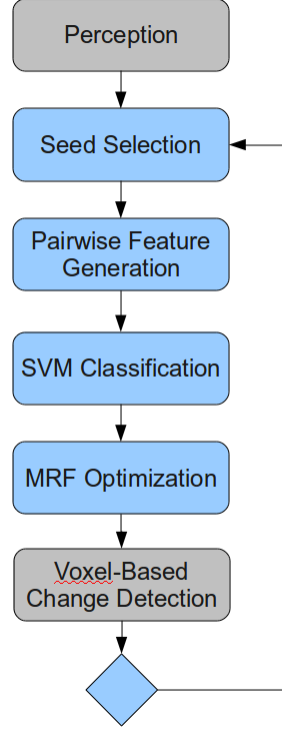 Perception
Seed Selection
Pairwise Feature
Generation
SVM Classification
MRF Optimization
Voxel-Based
Change Detection